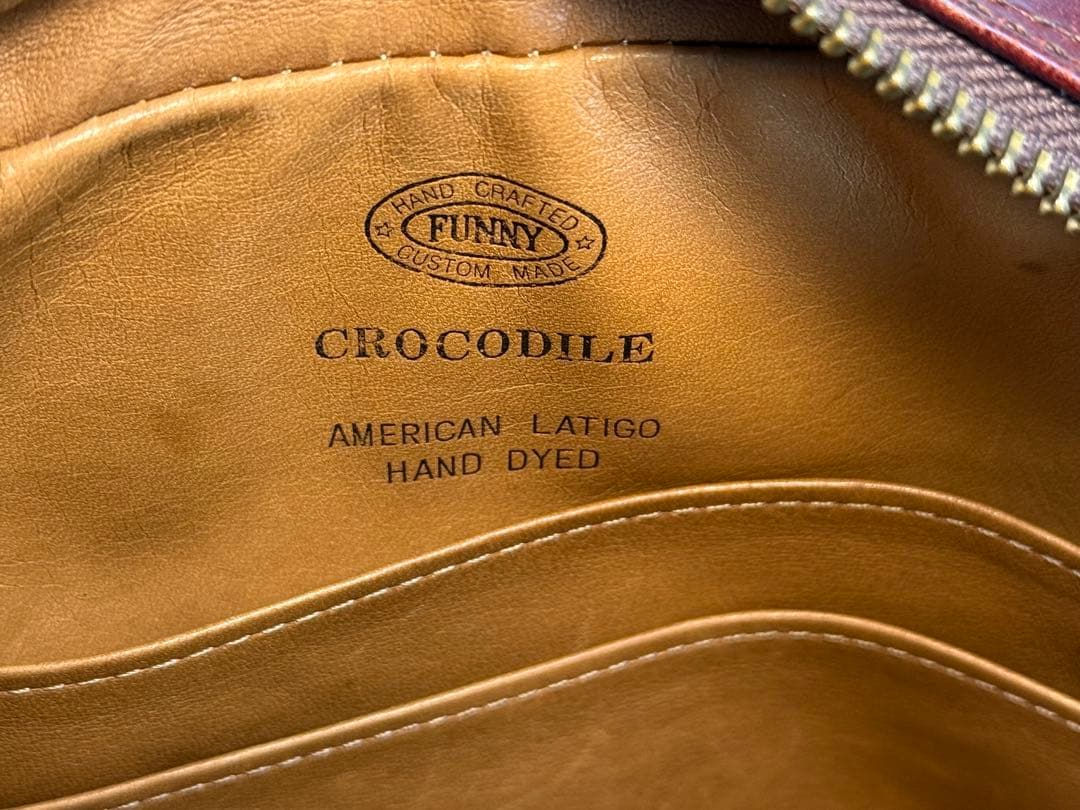 HAND CRAFTED
FUNNY
CUSTOM MADE
CROCODILE
AMERICAN LATIGO
HAND DYED